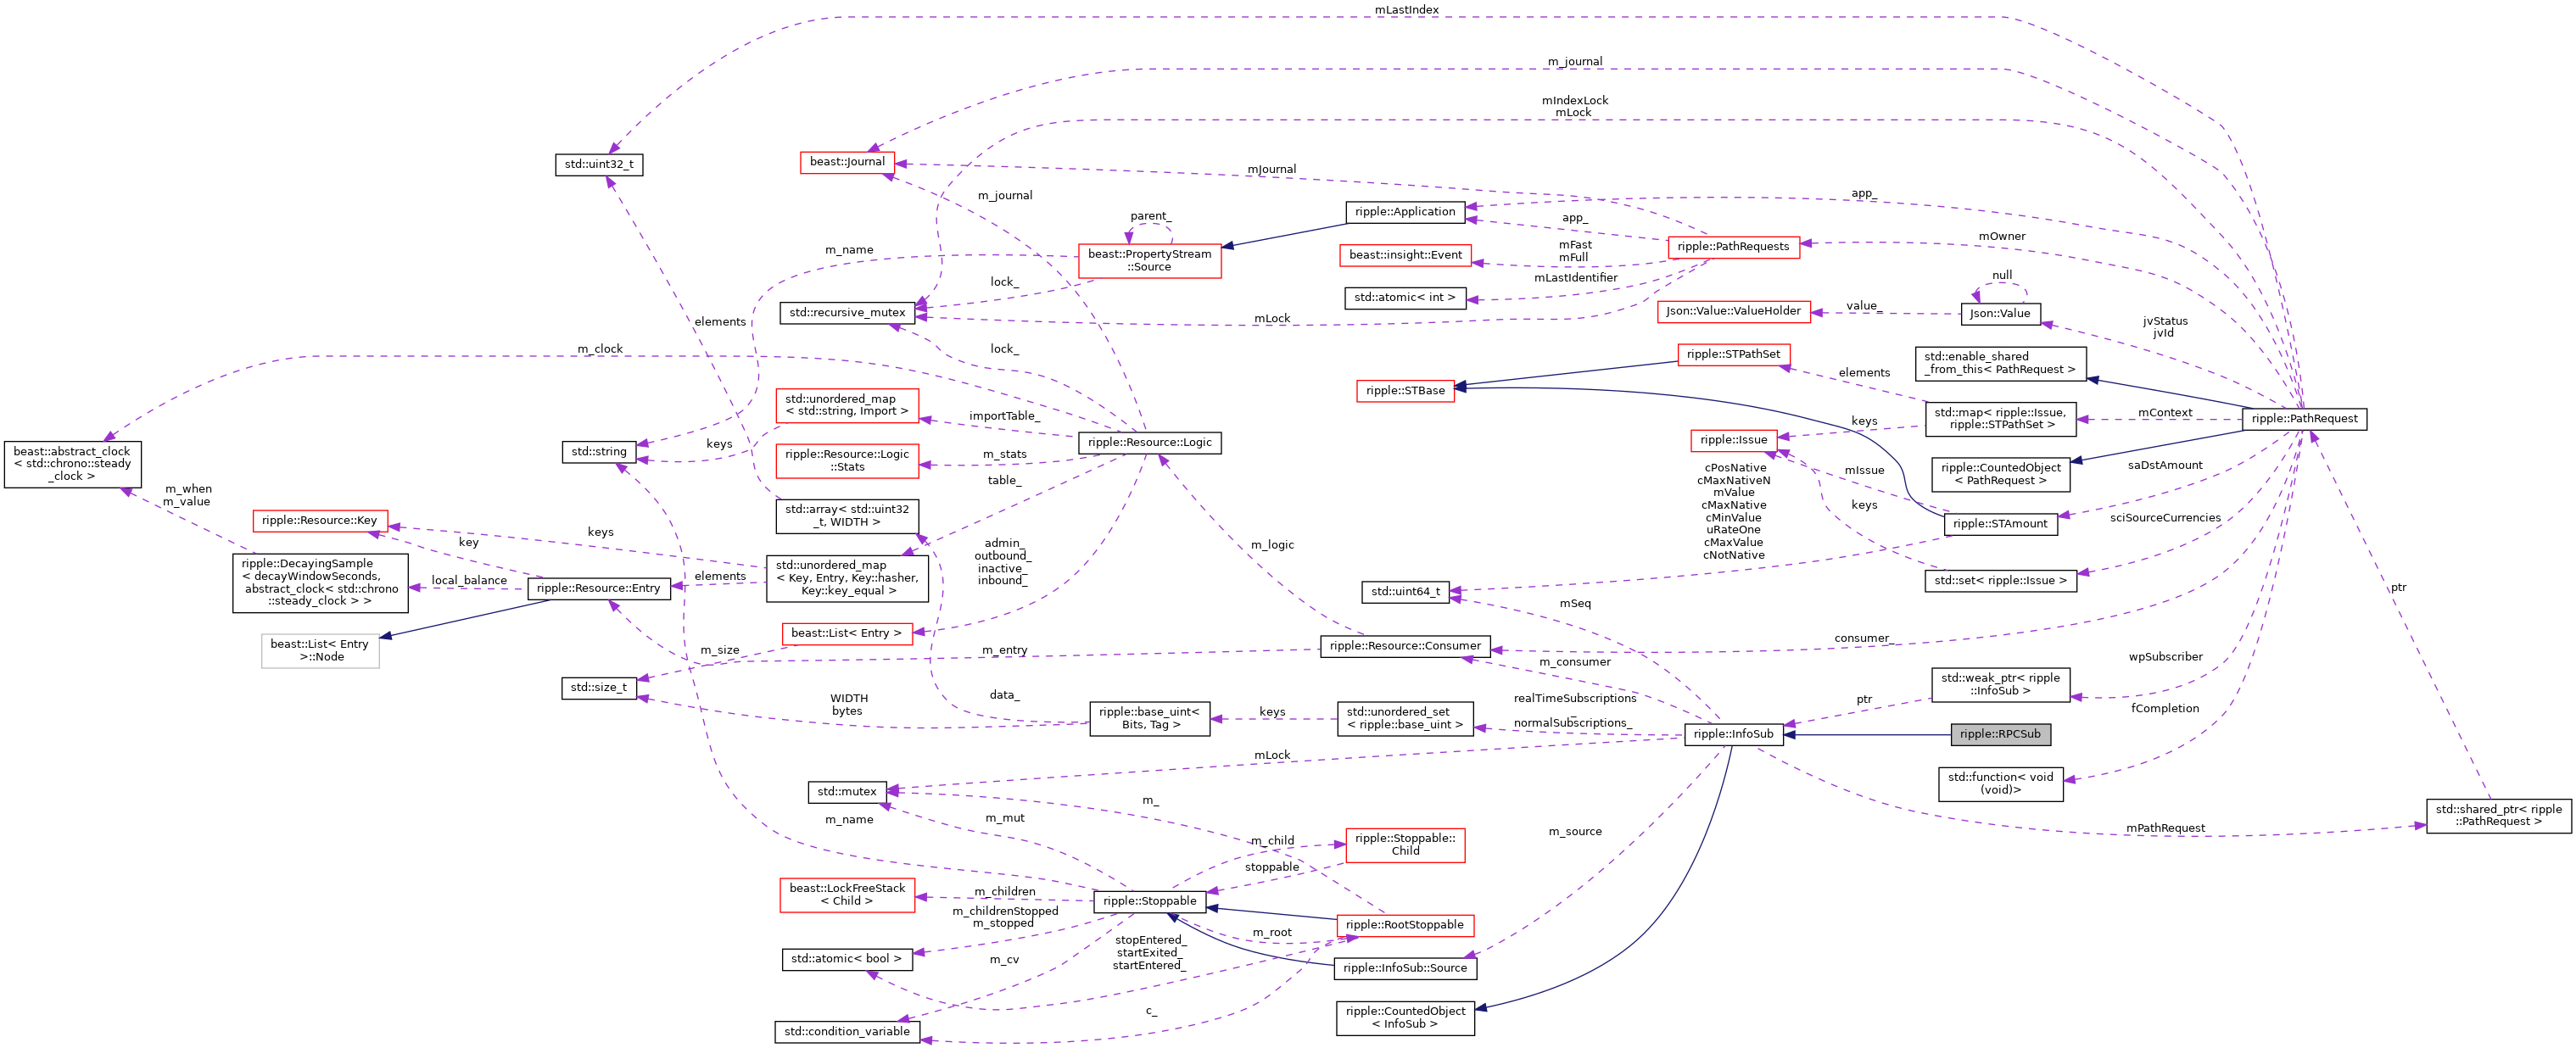 mLastIndex
m_journal
mIndexLock
mLock
std::uint32_t
beast::Journal
mJournal
m_journal
app_
parent_
ripple::Application
app_
mOwner
ripple::PathRequests
m_name
beast::PropertyStream
::Source
beast::insight::Event
mFast
mFull
null
lock_
std::atomic< int >
mLastIdentifier
std::recursive_mutex
mLock
Json::Value::ValueHolder
value_
Json::Value
jvStatus
jvId
elements
m_clock
lock_
ripple::STPathSet
std::enable_shared
_from_this< PathRequest >
elements
ripple::STBase
std::unordered_map
< std::string, Import >
importTable_
std::map< ripple::Issue,
ripple::STPathSet >
mContext
ripple::PathRequest
keys
beast::abstract_clock
< std::chrono::steady
_clock >
std::string
keys
ripple::Resource::Logic
ripple::Issue
m_stats
ripple::Resource::Logic
::Stats
ripple::CountedObject
< PathRequest >
saDstAmount
mIssue
cPosNative
cMaxNativeN
mValue
cMaxNative
cMinValue
uRateOne
cMaxValue
cNotNative
table_
m_when
m_value
std::array< std::uint32
_t, WIDTH >
keys
ripple::STAmount
sciSourceCurrencies
ripple::Resource::Key
keys
key
m_logic
admin_
outbound_
inactive_
inbound_
ripple::DecayingSample
< decayWindowSeconds,
abstract_clock< std::chrono
::steady_clock > >
local_balance
ripple::Resource::Entry
elements
std::unordered_map
< Key, Entry, Key::hasher,
Key::key_equal >
std::uint64_t
std::set< ripple::Issue >
ptr
mSeq
beast::List< Entry
>::Node
beast::List< Entry >
ripple::Resource::Consumer
consumer_
m_size
m_entry
m_consumer
wpSubscriber
std::weak_ptr< ripple
::InfoSub >
std::size_t
WIDTH
bytes
data_
ripple::base_uint<
Bits, Tag >
keys
std::unordered_set
< ripple::base_uint >
realTimeSubscriptions
_
normalSubscriptions_
ptr
fCompletion
ripple::InfoSub
ripple::RPCSub
mLock
std::mutex
m_
std::function< void
(void)>
std::shared_ptr< ripple
::PathRequest >
m_name
m_mut
m_child
ripple::Stoppable::
Child
m_source
mPathRequest
stoppable
beast::LockFreeStack
< Child >
m_children
ripple::Stoppable
m_childrenStopped
m_stopped
ripple::RootStoppable
m_root
std::atomic< bool >
m_cv
stopEntered_
startExited_
startEntered_
ripple::InfoSub::Source
c_
std::condition_variable
ripple::CountedObject
< InfoSub >